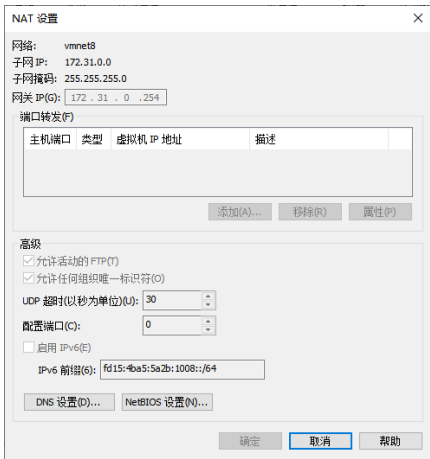 NAT 设置
网络: vmnet8
子网 IP: 172.31.0.0
子网掩码: 255.255.255.0
网关 IP(G): 172 . 31 . 0 .254
端口转发(F)
主机端口 类型 虚拟机 IP 地址 描述
添加(A)... 移除(R) 属性(P)
高级
允许活动的 FTP(T)
允许任何组织唯一标识符(O)
UDP 超时(以秒为单位)(U): 30
配置端口(C): 0
启用 IPv6(E)
IPv6 前缀(6): fd15:4ba5:5a2b:1008::/64
DNS 设置(D)... NetBIOS 设置(N)...
确定 取消 帮助